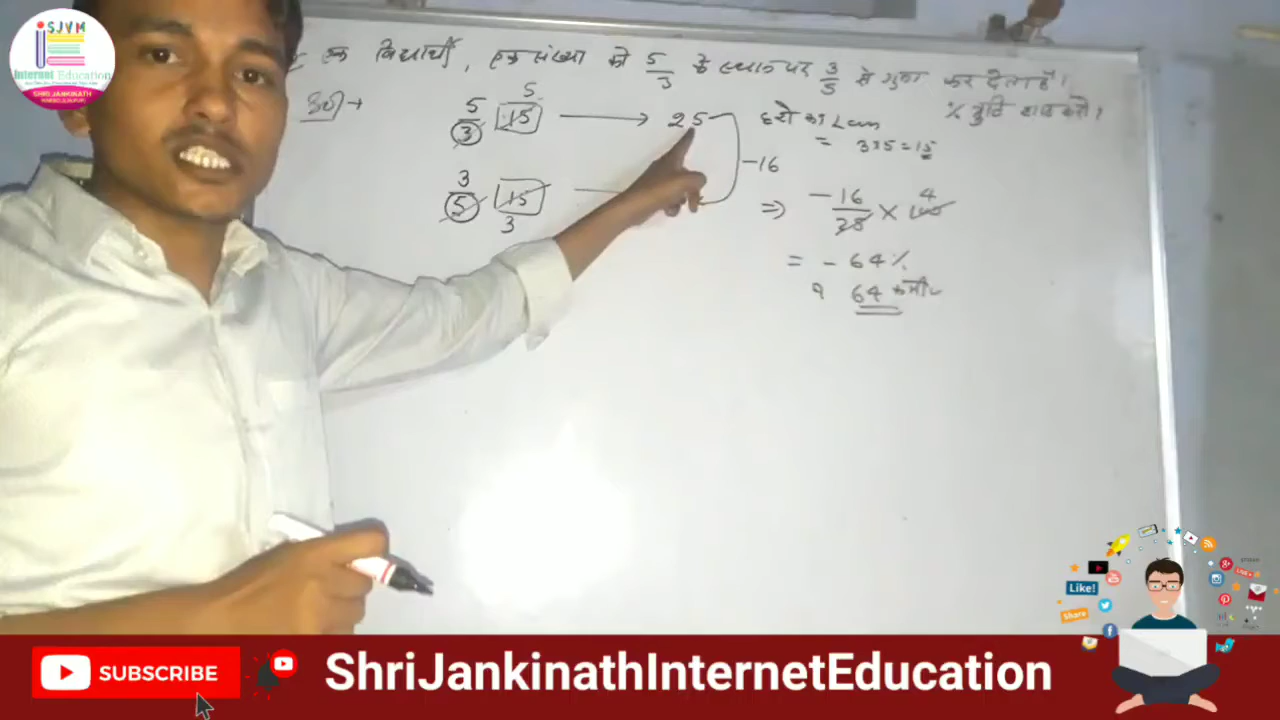 SJVM
Internet Education
SHRI JANKINATH
एक विद्यार्थी, एक संख्या को 5/3 के स्थान पर 3/5 से गुणा कर देता है।
% त्रुटि ज्ञात करो।
5/3 15 5 → 25
हरो का Lcm
= 3×5=15
-16
3/5 15 3
⇒ -16/25 × 100 4
= -64%
64 कमी
Like!
Share
SUBSCRIBE
ShriJankinathInternetEducation